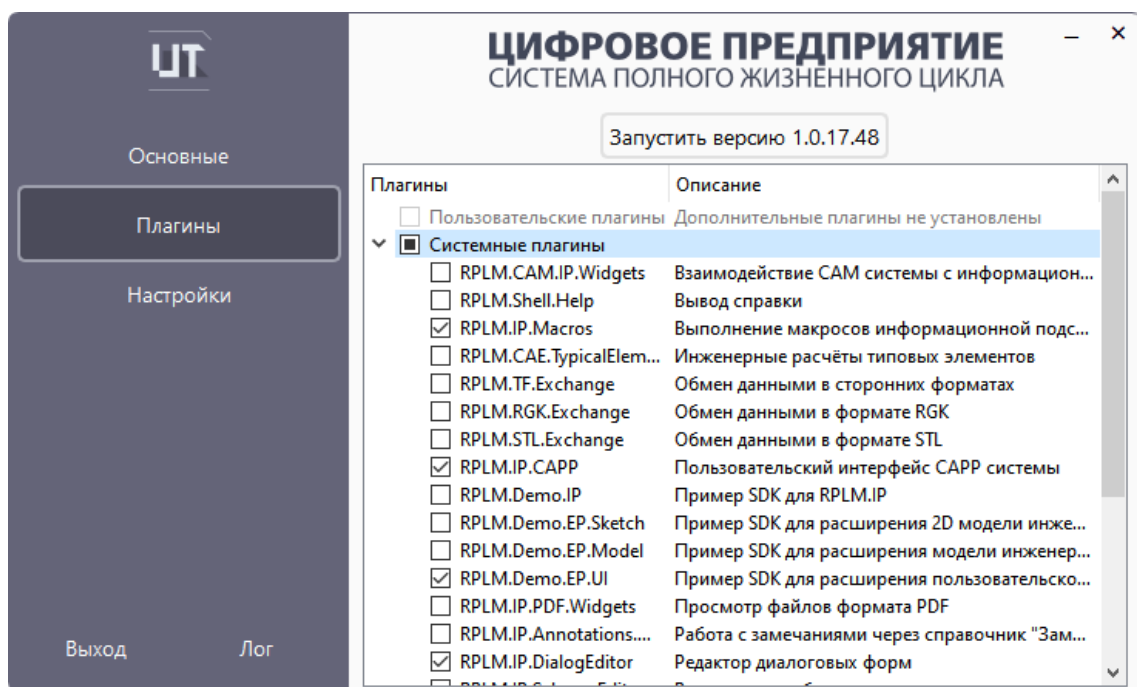 ЦТ
ЦИФРОВОЕ ПРЕДПРИЯТИЕ
СИСТЕМА ПОЛНОГО ЖИЗНЕННОГО ЦИКЛА
Запустить версию 1.0.17.48
Основные
Плагины
Настройки
Выход Лог
Плагины Описание
Пользовательские плагины Дополнительные плагины не установлены
Системные плагины
RPLM.CAM.IP.Widgets Взаимодействие CAM системы с информацион...
RPLM.Shell.Help Вывод справки
RPLM.IP.Macros Выполнение макросов информационной подс...
RPLM.CAE.TypicalElem... Инженерные расчёты типовых элементов
RPLM.TF.Exchange Обмен данными в сторонних форматах
RPLM.RGK.Exchange Обмен данными в формате RGK
RPLM.STL.Exchange Обмен данными в формате STL
RPLM.IP.CAPP Пользовательский интерфейс CAPP системы
RPLM.Demo.IP Пример SDK для RPLM.IP
RPLM.Demo.EP.Sketch Пример SDK для расширения 2D модели инже...
RPLM.Demo.EP.Model Пример SDK для расширения модели инженер...
RPLM.Demo.EP.UI Пример SDK для расширения пользовательско...
RPLM.IP.PDF.Widgets Просмотр файлов формата PDF
RPLM.IP.Annotations.... Работа с замечаниями через справочник "Зам...
RPLM.IP.DialogEditor Редактор диалоговых форм